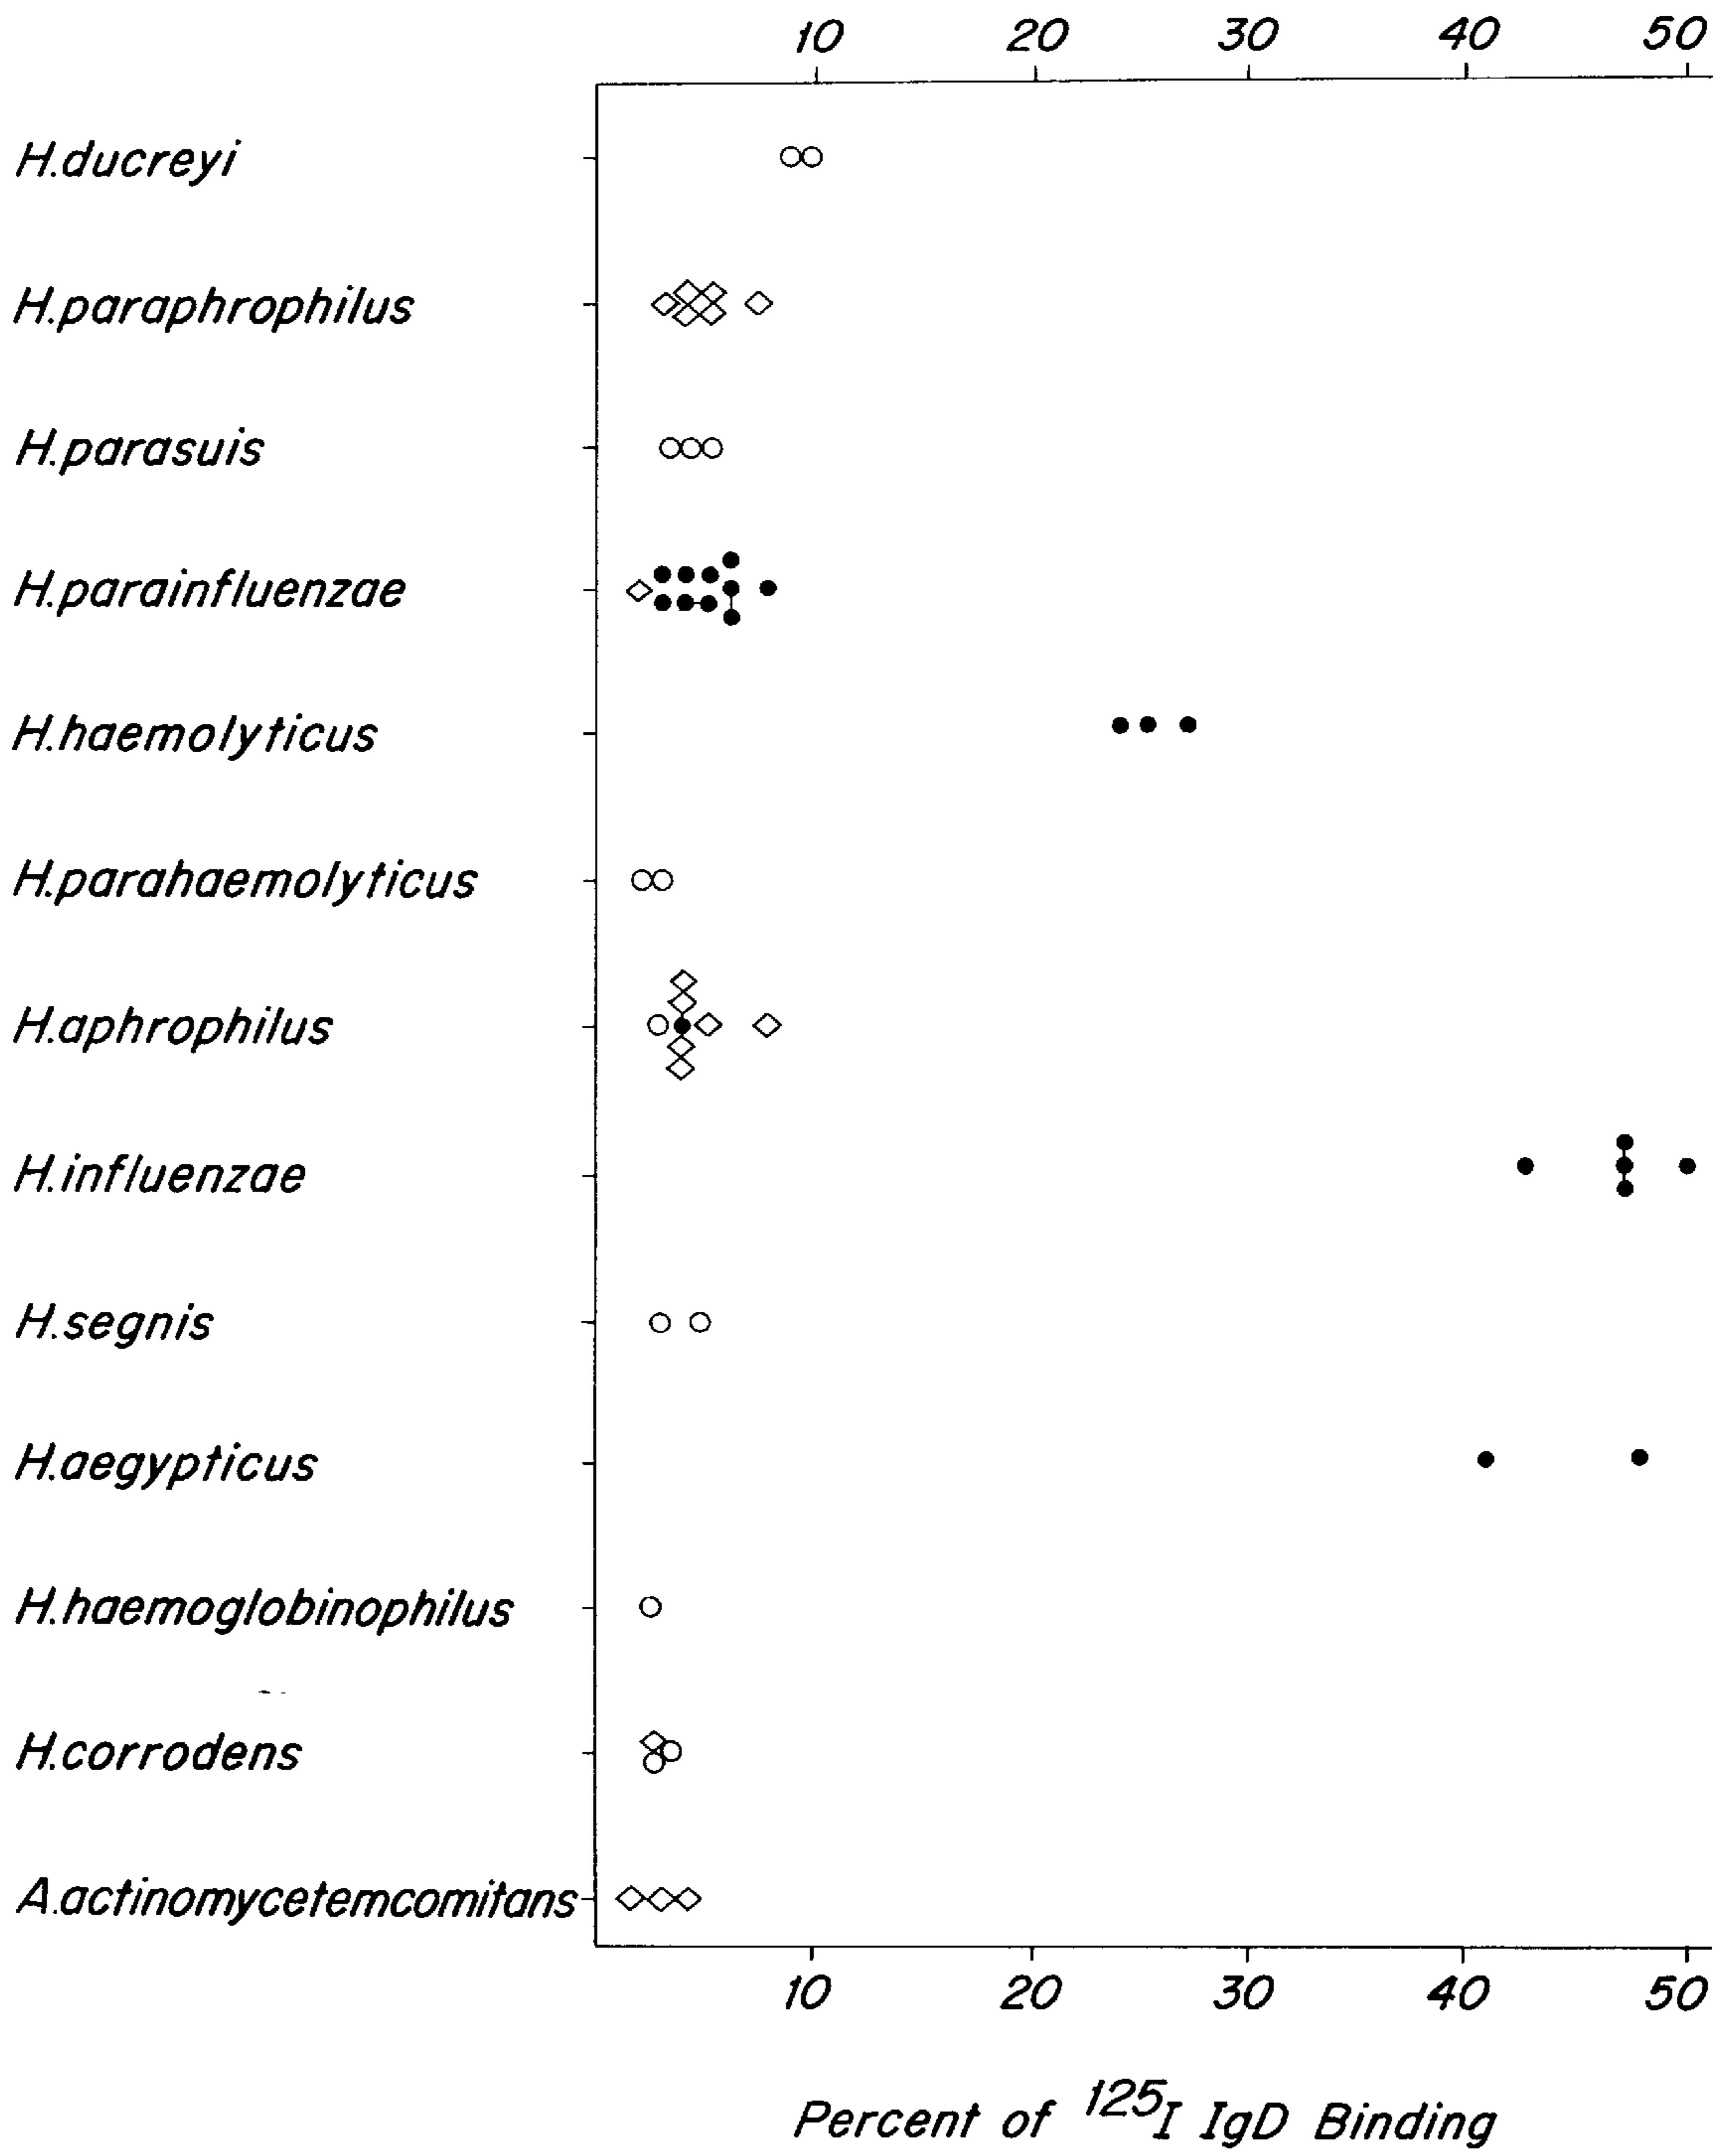 10 20 30 40 50
H.ducreyi
H.paraphrophilus
H.parasuis
H.parainfluenzae
H.haemolyticus
H.parahaemolyticus
H.aphrophilus
H.influenzae
H.segnis
H.aegypticus
H.haemoglobinophilus
H.corrodens
A.actinomycetemcomitans
10 20 30 40 50
Percent of ¹²⁵I IgD Binding